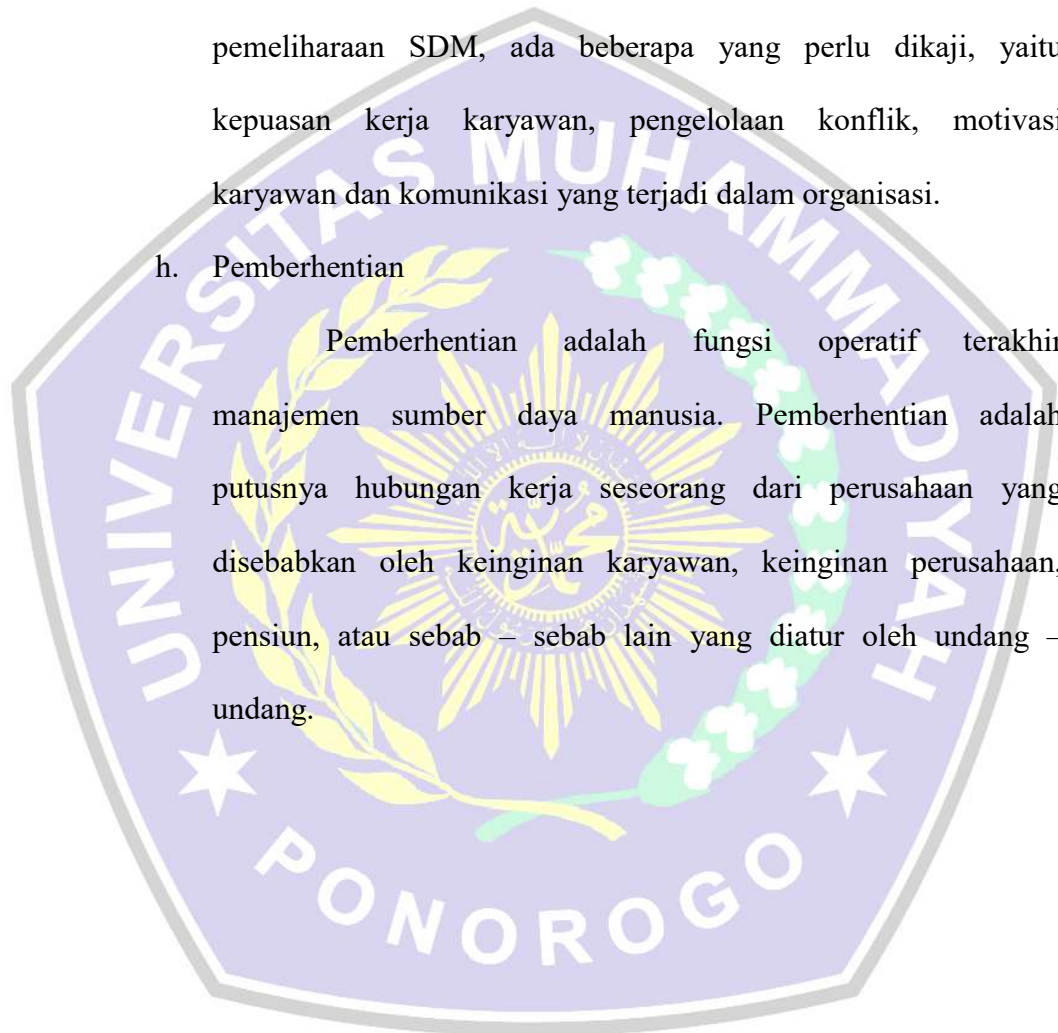 pemeliharaan SDM, ada beberapa yang perlu dikaji, yaitu
kepuasan kerja karyawan, pengelolaan konflik, motivasi
karyawan dan komunikasi yang terjadi dalam organisasi.
h. Pemberhentian
Pemberhentian adalah fungsi operatif terakhir
manajemen sumber daya manusia. Pemberhentian adalah
putusnya hubungan kerja seseorang dari perusahaan yang
disebabkan oleh keinginan karyawan, keinginan perusahaan,
pensiun, atau sebab – sebab lain yang diatur oleh undang –
undang.
UNIVERSITAS MUHAMMADIYAH
PONOROGO